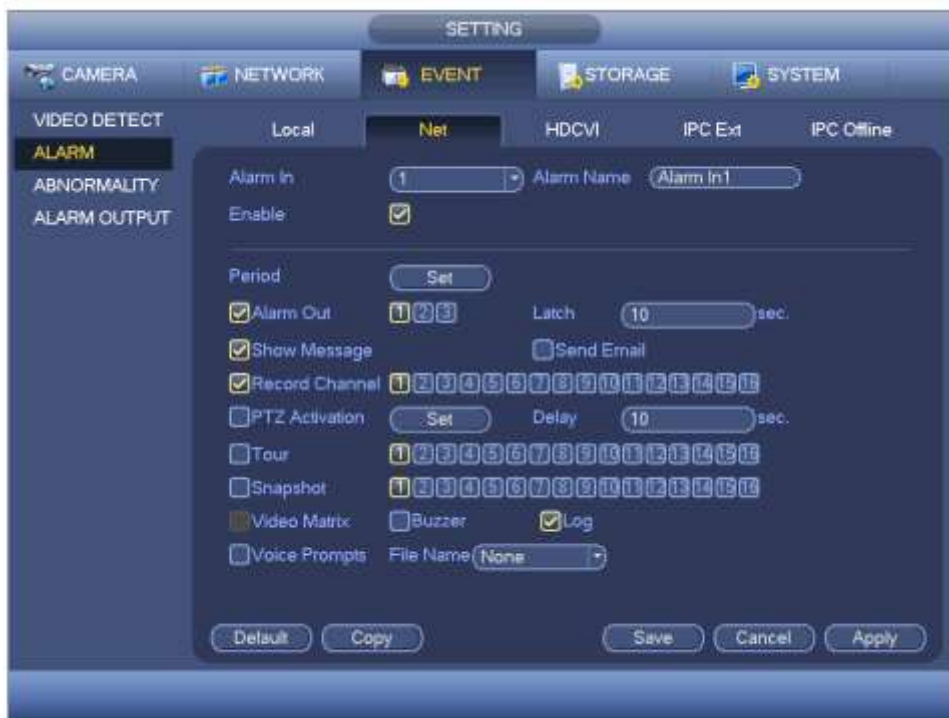 SETTING
CAMERA NETWORK EVENT STORAGE SYSTEM
VIDEO DETECT
ALARM
ABNORMALITY
ALARM OUTPUT
Local Net HDCVI IPC Ext IPC Offline
Alarm In 1 Alarm Name Alarm In1
Enable
Period Set
Alarm Out 1 2 3 Latch 10 sec.
Show Message Send Email
Record Channel 1 2 3 4 5 6 7 8 9 10 11 12 13 14 15 16
PTZ Activation Set Delay 10 sec.
Tour 1 2 3 4 5 6 7 8 9 10 11 12 13 14 15 16
Snapshot 1 2 3 4 5 6 7 8 9 10 11 12 13 14 15 16
Video Matrix Buzzer Log
Voice Prompts File Name None
Default Copy Save Cancel Apply